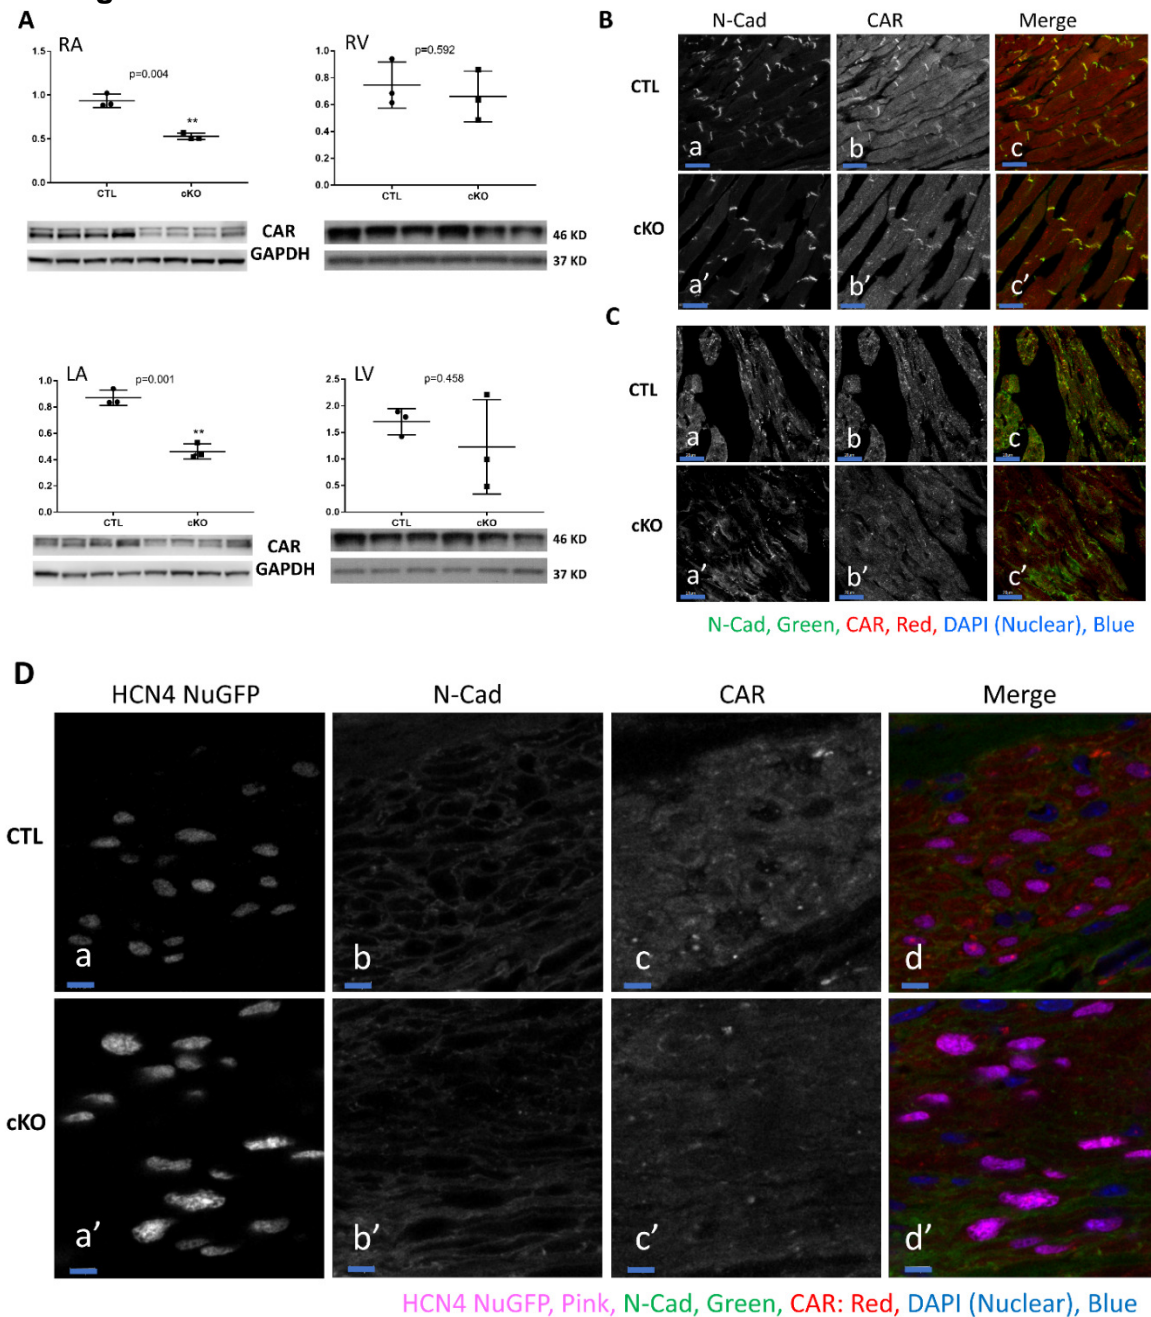 A
RA
p=0.004
1.5
1.0
**
0.5
0.0
CTL cKO
RV
p=0.592
1.0
0.8
0.6
0.4
0.2
0.0
CTL cKO
CAR
GAPDH
46 KD
37 KD
LA
p=0.001
1.0
0.8
0.6
**
0.4
0.2
0.0
CTL cKO
LV
p=0.458
2.5
2.0
1.5
1.0
0.5
0.0
CTL cKO
CAR
GAPDH
46 KD
37 KD
B
N-Cad CAR Merge
CTL
a b c
cKO
a' b' c'
C
CTL
a b c
cKO
a' b' c'
N-Cad, Green, CAR, Red, DAPI (Nuclear), Blue
D
HCN4 NuGFP N-Cad CAR Merge
CTL
a b c d
cKO
a' b' c' d'
HCN4 NuGFP, Pink, N-Cad, Green, CAR: Red, DAPI (Nuclear), Blue